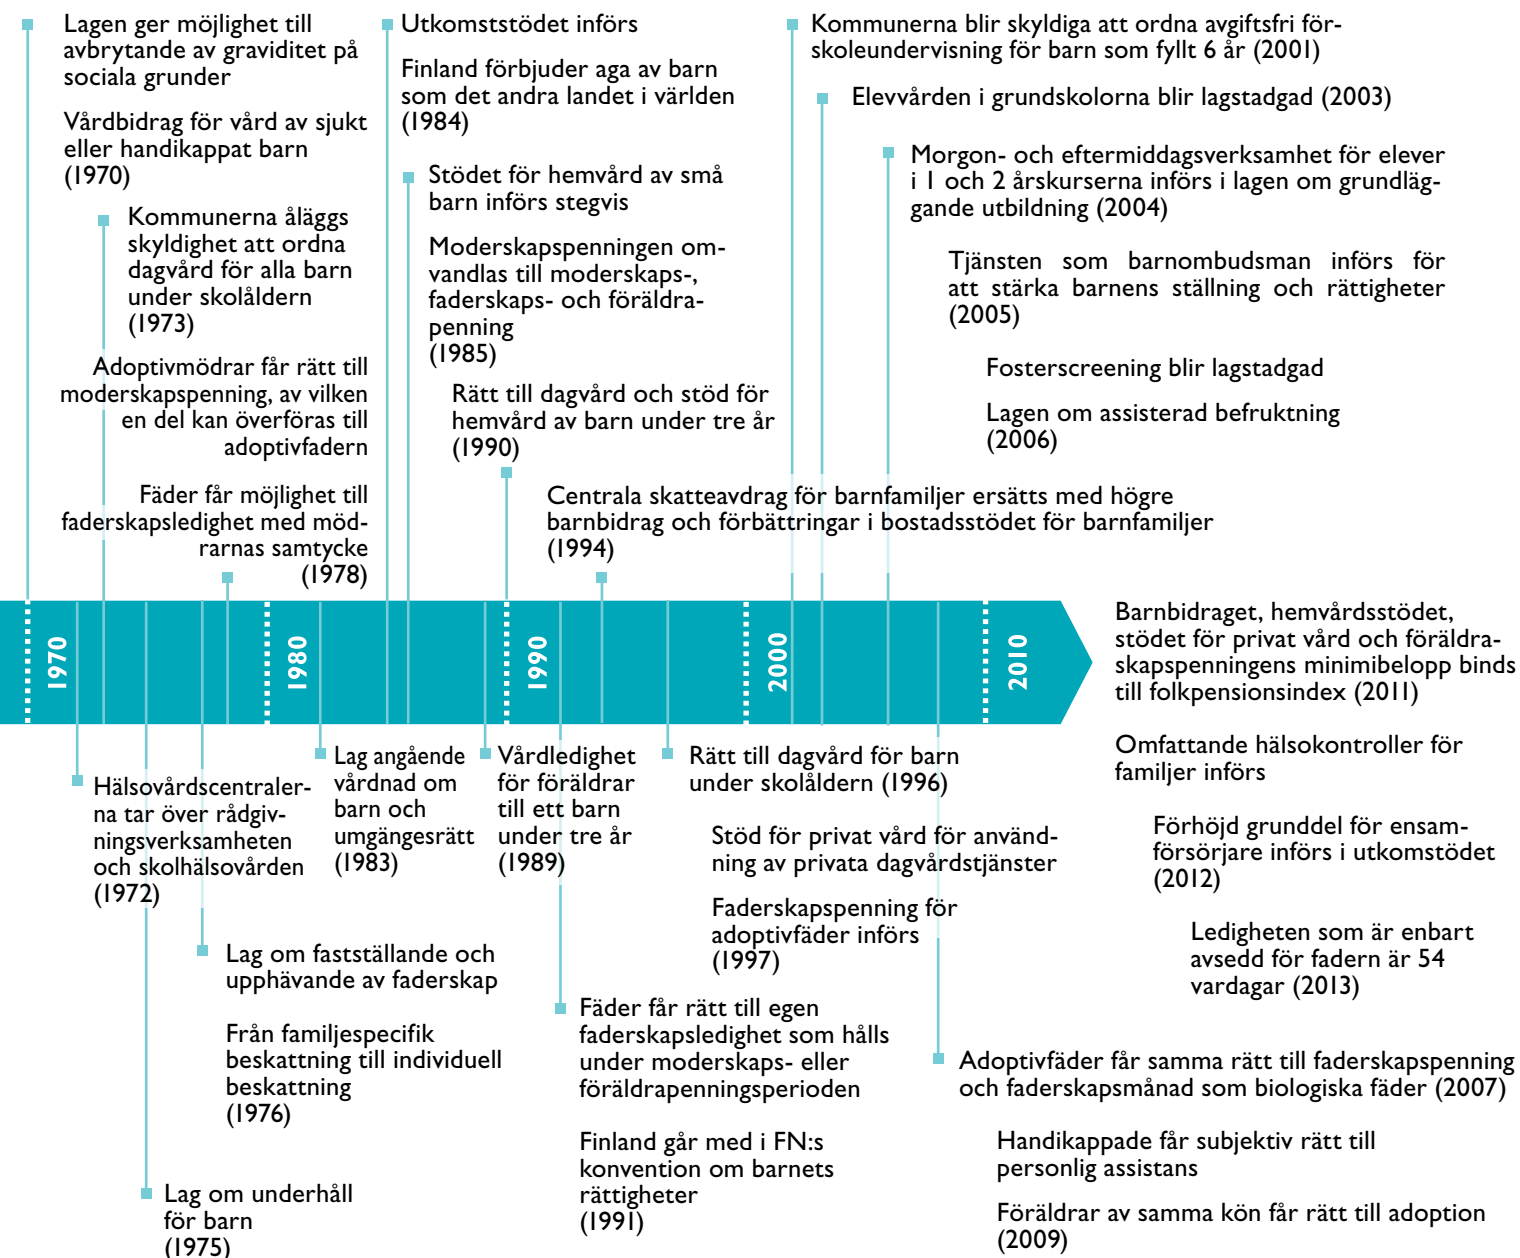 Lagen ger möjlighet till
avbrytande av graviditet på
sociala grunder
Vårdbidrag för vård av sjukt
eller handikappat barn
(1970)
Kommunerna åläggs
skyldighet att ordna
dagvård för alla barn
under skolåldern
(1973)
Adoptivmödrar får rätt till
moderskapspenning, av vilken
en del kan överföras till
adoptivfadern
Fäder får möjlighet till
faderskapsledighet med möd-
rarnas samtycke
(1978)
Utkomststödet införs
Finland förbjuder aga av barn
som det andra landet i världen
(1984)
Stödet för hemvård av små
barn införs stegvis
Moderskapspenningen om-
vandlas till moderskaps-,
faderskaps- och föräldra-
penning
(1985)
Rätt till dagvård och stöd för
hemvård av barn under tre år
(1990)
Centrala skatteavdrag för barnfamiljer ersätts med högre
barnbidrag och förbättringar i bostadsstödet för barnfamiljer
(1994)
Kommunerna blir skyldiga att ordna avgiftsfri för-
skoleundervisning för barn som fyllt 6 år (2001)
Elevvården i grundskolorna blir lagstadgad (2003)
Morgon- och eftermiddagsverksamhet för elever
i 1 och 2 årskurserna införs i lagen om grundläg-
gande utbildning (2004)
Tjänsten som barnombudsman införs för
att stärka barnens ställning och rättigheter
(2005)
Fosterscreening blir lagstadgad
Lagen om assisterad befruktning
(2006)
1970
1980
1990
2000
2010
Barnbidraget, hemvårdsstödet,
stödet för privat vård och föräldra-
skapspenningens minimibelopp binds
till folkpensionsindex (2011)
Omfattande hälsokontroller för
familjer införs
Förhöjd grunddel för ensam-
försörjare införs i utkomstödet
(2012)
Ledigheten som är enbart
avsedd för fadern är 54
vardagar (2013)
Hälsovårdscentraler-
na tar över rådgiv-
ningsverksamheten
och skolhälsovården
(1972)
Lag om underhåll
för barn
(1975)
Lag om fastställande och
upphävande av faderskap
Från familjespecifik
beskattning till individuell
beskattning
(1976)
Lag angående
vårdnad om
barn och
umgängesrätt
(1983)
Vårdledighet
för föräldrar
till ett barn
under tre år
(1989)
Fäder får rätt till egen
faderskapsledighet som hålls
under moderskaps- eller
föräldrapenningsperioden
Finland går med i FN:s
konvention om barnets
rättigheter
(1991)
Rätt till dagvård för barn
under skolåldern (1996)
Stöd för privat vård för använd-
ning av privata dagvårdstjänster
Faderskapspenning för
adoptivfäder införs
(1997)
Adoptivfäder får samma rätt till faderskapspenning
och faderskapsmånad som biologiska fäder (2007)
Handikappade får subjektiv rätt till
personlig assistans
Föräldrar av samma kön får rätt till adoption
(2009)